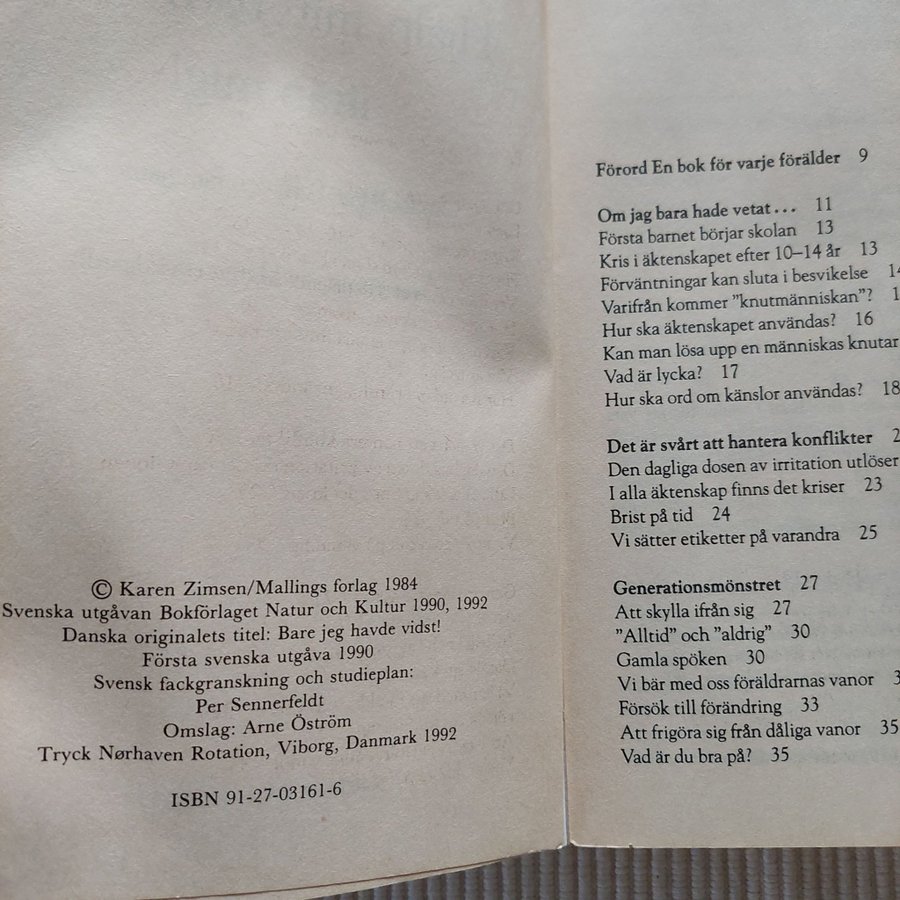 © Karen Zimsen/Mallings forlag 1984
Svenska utgåvan Bokförlaget Natur och Kultur 1990, 1992
Danska originalets titel: Bare jeg havde vidst!
Första svenska utgåva 1990
Svensk fackgranskning och studieplan:
Per Sennerfeldt
Omslag: Arne Öström
Tryck Nørhaven Rotation, Viborg, Danmark 1992
ISBN 91-27-03161-6
Förord En bok för varje förälder 9
Om jag bara hade vetat... 11
Första barnet börjar skolan 13
Kris i äktenskapet efter 10–14 år 13
Förväntningar kan sluta i besvikelse
Varifrån kommer ”knutmänniskan”?
Hur ska äktenskapet användas? 16
Kan man lösa upp en människas knutar
Vad är lycka? 17
Hur ska ord om känslor användas? 18
Det är svårt att hantera konflikter
Den dagliga dosen av irritation utlöser
I alla äktenskap finns det kriser 23
Brist på tid 24
Vi sätter etiketter på varandra 25
Generationsmönstret 27
Att skylla ifrån sig 27
”Alltid” och ”aldrig” 30
Gamla spöken 30
Vi bär med oss föräldrarnas vanor
Försök till förändring 33
Att frigöra sig från dåliga vanor 35
Vad är du bra på? 35